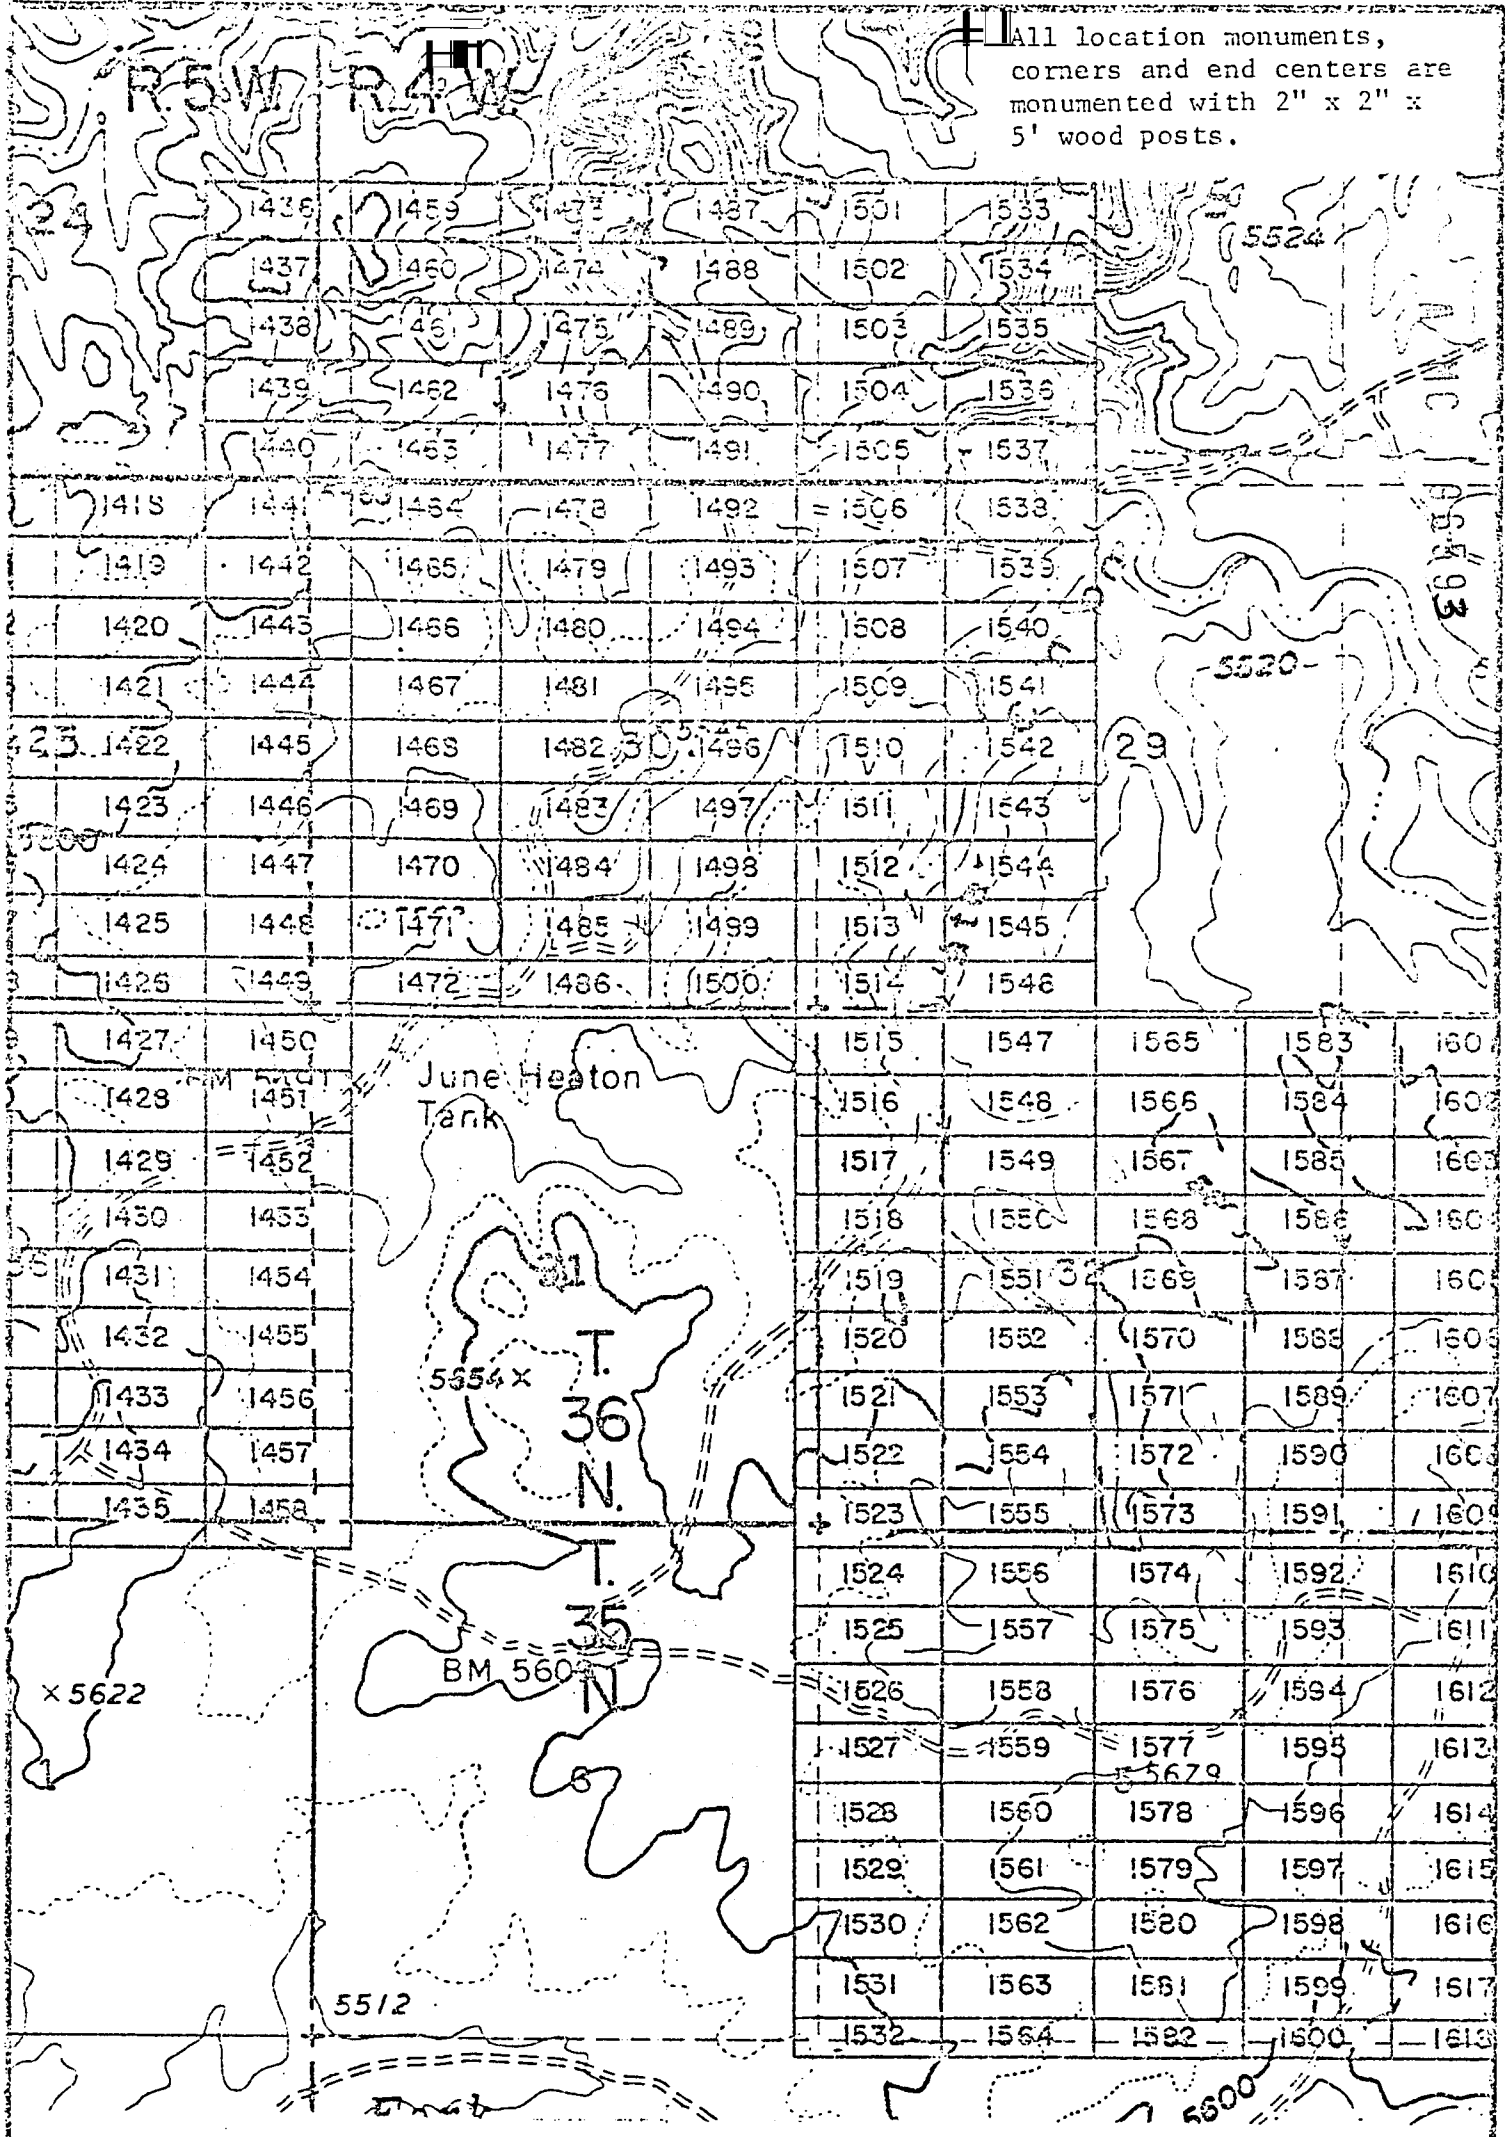 All location monuments,
corners and end centers are
monumented with 2" x 2" x
5' wood posts.
R.5W. R.4W.
24
1436 1459 1473 1487 1501 1533
5524
1437 1460 1474 1488 1502 1534
1438 1475 1489 1503 1535
1439 1462 1476 1490 1504 1536
1440 1463 1477 1491 1505 1537
1418 1441 1464 1478 1492 1506 1538
1419 1442 1465 1479 1493 1507 1539
1420 1443 1466 1480 1494 1508 1540
1421 1444 1467 1481 1495 1509 1541
5520
1422 1445 1468 1482 30 1496 1510 1542 29
1423 1446 1469 1483 1497 1511 1543
1424 1447 1470 1484 1498 1512 1544
1425 1448 1471 1485 1499 1513 1545
1426 1449 1472 1486 1500 1514 1546
1427 1450 1515 1547 1565 1583
June Heaton
Tank
1428 1451 1516 1548 1566 1584
1429 1452 1517 1549 1567 1585
1430 1453 1518 1550 1568 1586
31
1431 1454 1519 1551 32 1569 1587
1432 1455 1520 1552 1570 1588
T.
36
N.
5654
1433 1456 1521 1553 1571 1589 1607
1434 1457 1522 1554 1572 1590
1435 1458 1523 1555 1573 1591
T.
35
N
1524 1556 1574 1592 1610
1525 1557 1575 1593 1611
BM 560
5622
1526 1558 1576 1594 1612
1527 1559 1577 1595 1613
5679
1
6
1528 1560 1578 1596 1614
1529 1561 1579 1597 1615
1530 1562 1580 1598 1616
1531 1563 1581 1599 1617
5512
1532 1564 1582 1600 1618
5600